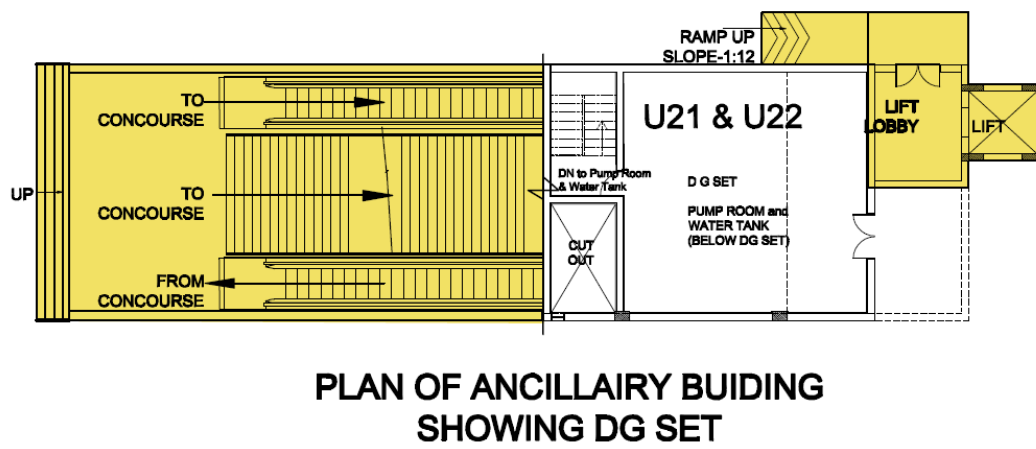 RAMP UP
SLOPE-1:12
TO
CONCOURSE
U21 & U22
LIFT
LOBBY
LIFT
UP
TO
CONCOURSE
DN to Pump Room
& Water Tank
D G SET
PUMP ROOM and
WATER TANK
(BELOW DG SET)
CUT
OUT
FROM
CONCOURSE
PLAN OF ANCILLAIRY BUIDING
SHOWING DG SET